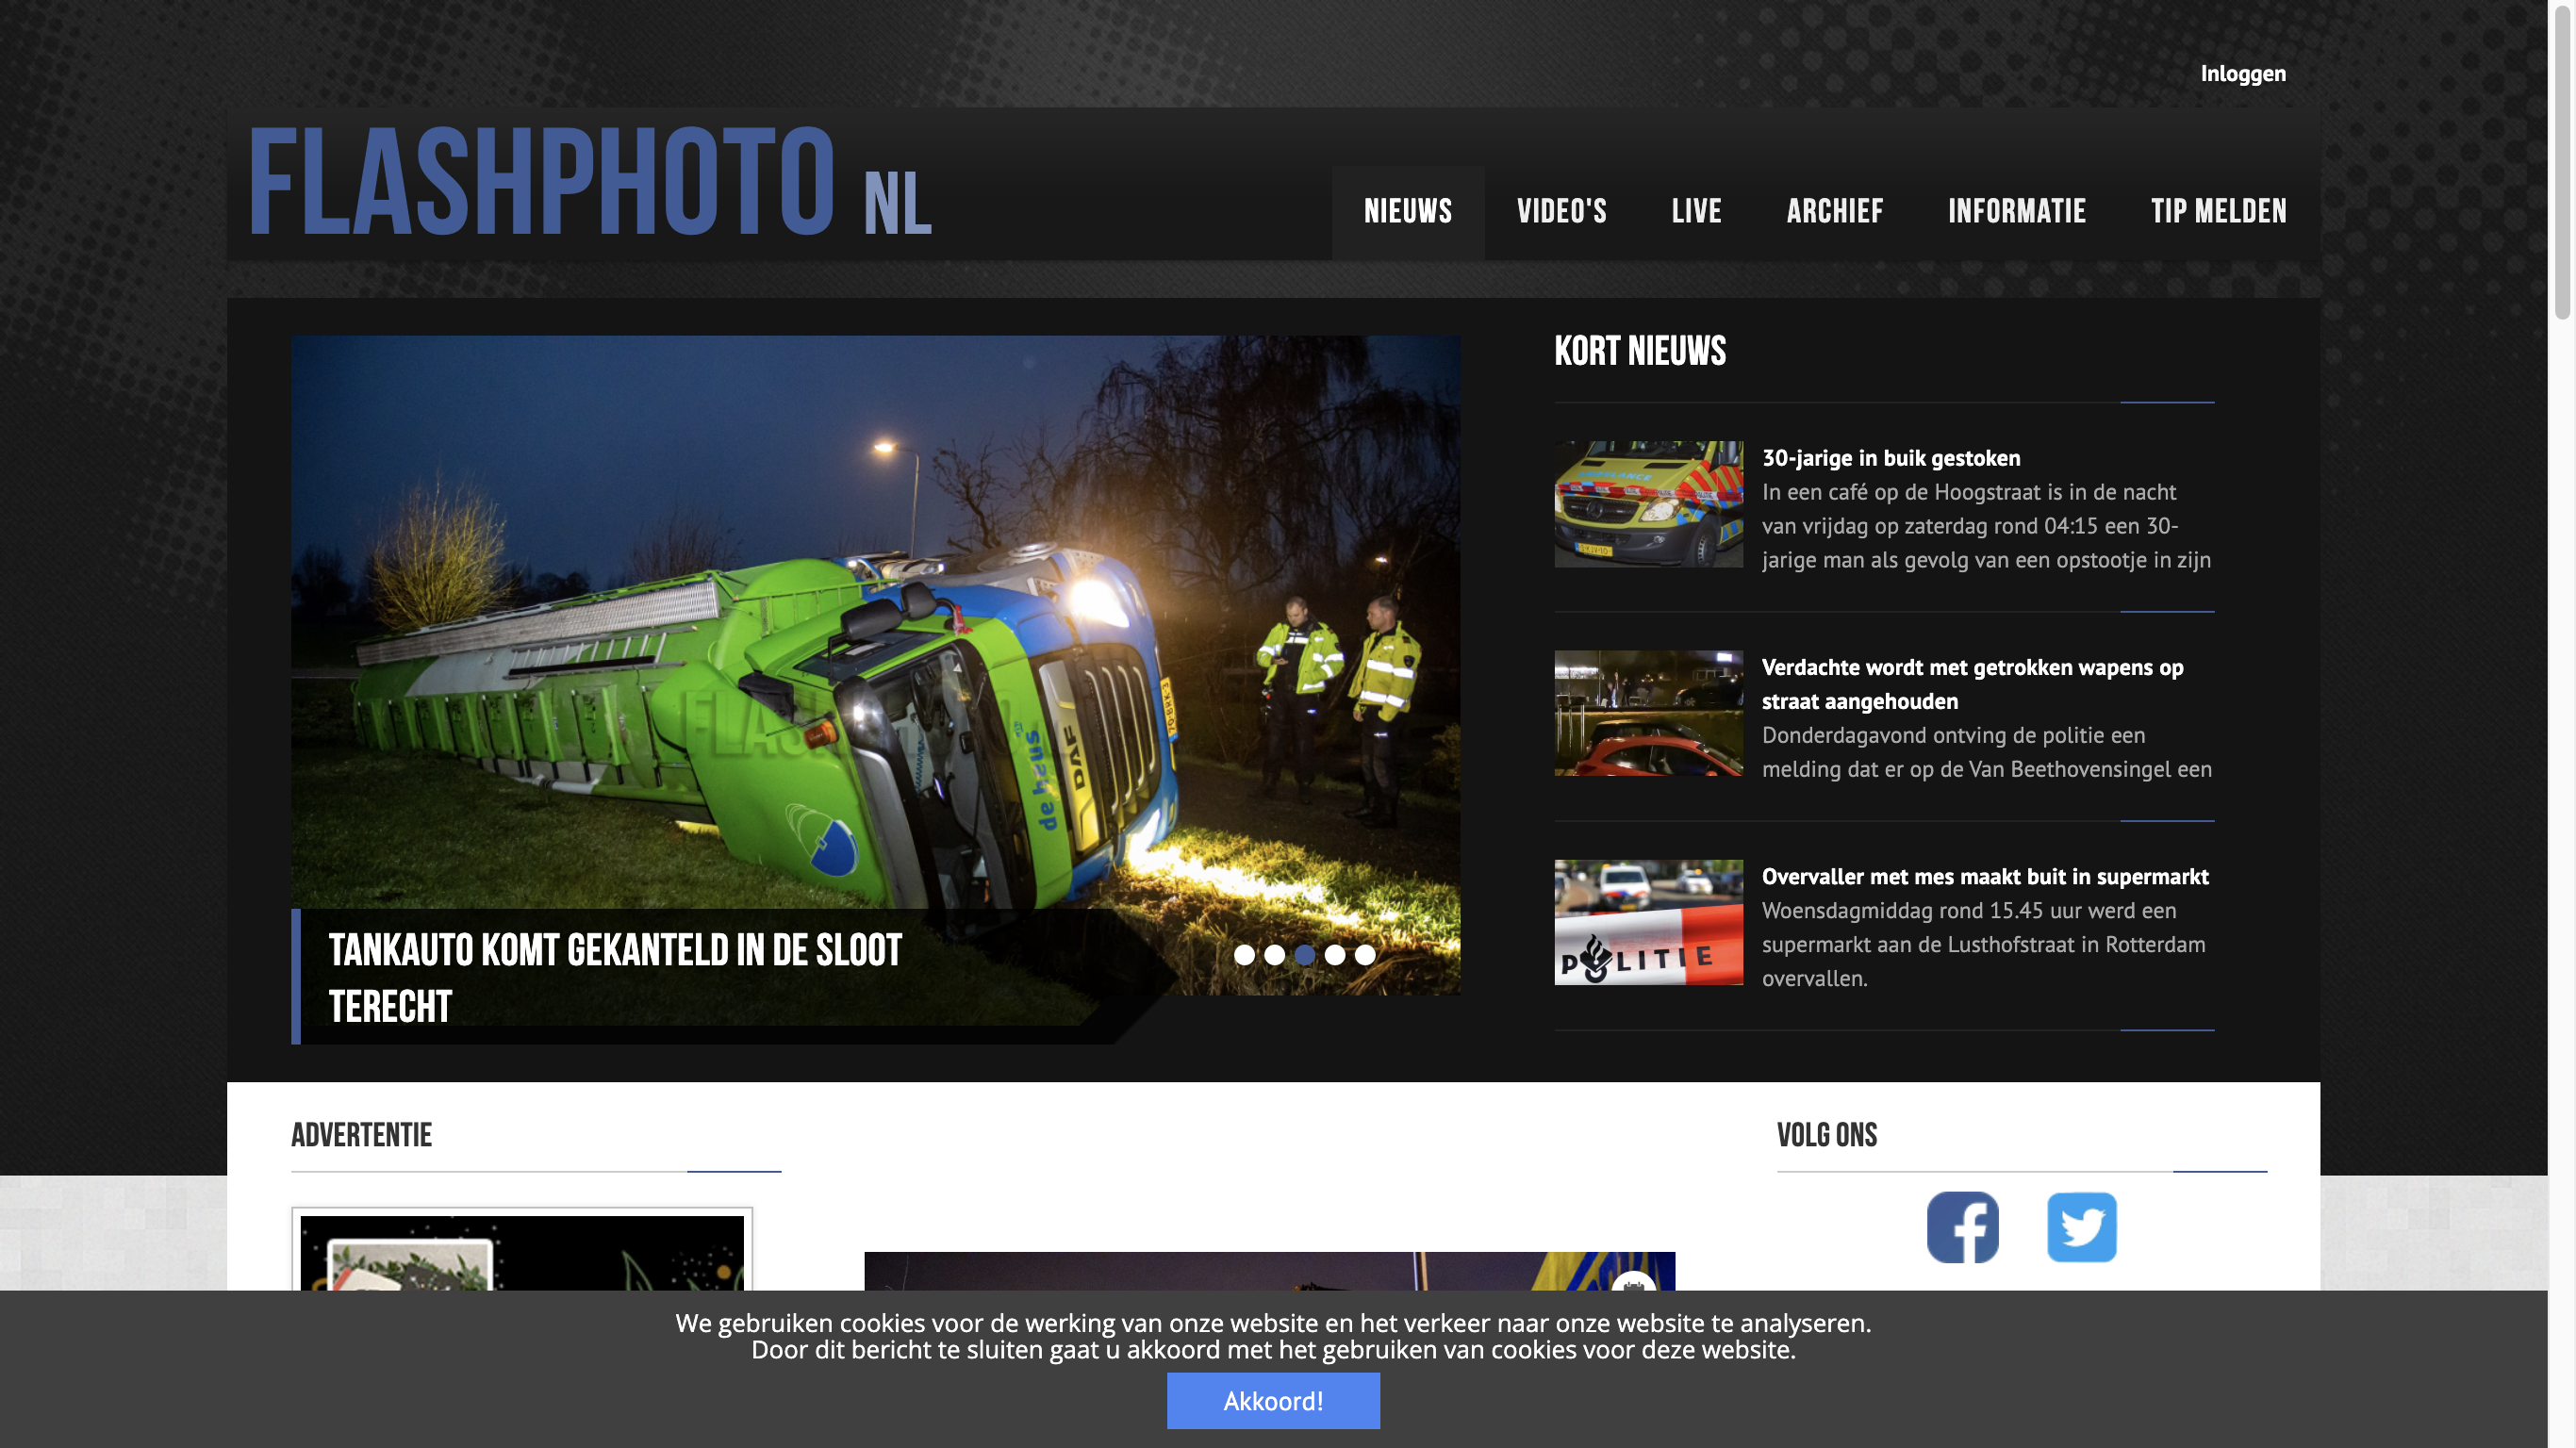 Inloggen
FLASHPHOTO NL
NIEUWS VIDEO'S LIVE ARCHIEF INFORMATIE TIP MELDEN
de haus
DAF
TANKAUTO KOMT GEKANTELD IN DE SLOOT
TERECHT
KORT NIEUWS
30-jarige in buik gestoken
In een café op de Hoogstraat is in de nacht
van vrijdag op zaterdag rond 04:15 een 30-
jarige man als gevolg van een opstootje in zijn
Verdachte wordt met getrokken wapens op
straat aangehouden
Donderdagavond ontving de politie een
melding dat er op de Van Beethovensingel een
POLITIE
Overvaller met mes maakt buit in supermarkt
Woensdagmiddag rond 15.45 uur werd een
supermarkt aan de Lusthofstraat in Rotterdam
overvallen.
ADVERTENTIE
VOLG ONS
We gebruiken cookies voor de werking van onze website en het verkeer naar onze website te analyseren.
Door dit bericht te sluiten gaat u akkoord met het gebruiken van cookies voor deze website.
Akkoord!